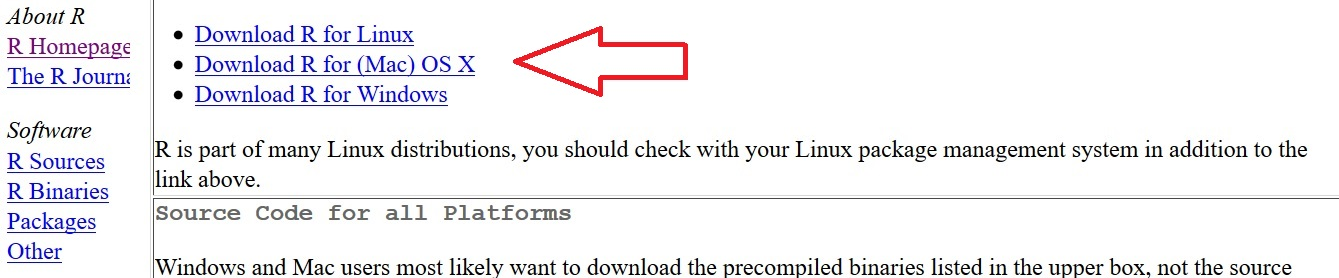 About R
R Homepage
The R Journa
Software
R Sources
R Binaries
Packages
Other
Download R for Linux
Download R for (Mac) OS X
Download R for Windows
R is part of many Linux distributions, you should check with your Linux package management system in addition to the
link above.
Source Code for all Platforms
Windows and Mac users most likely want to download the precompiled binaries listed in the upper box, not the source